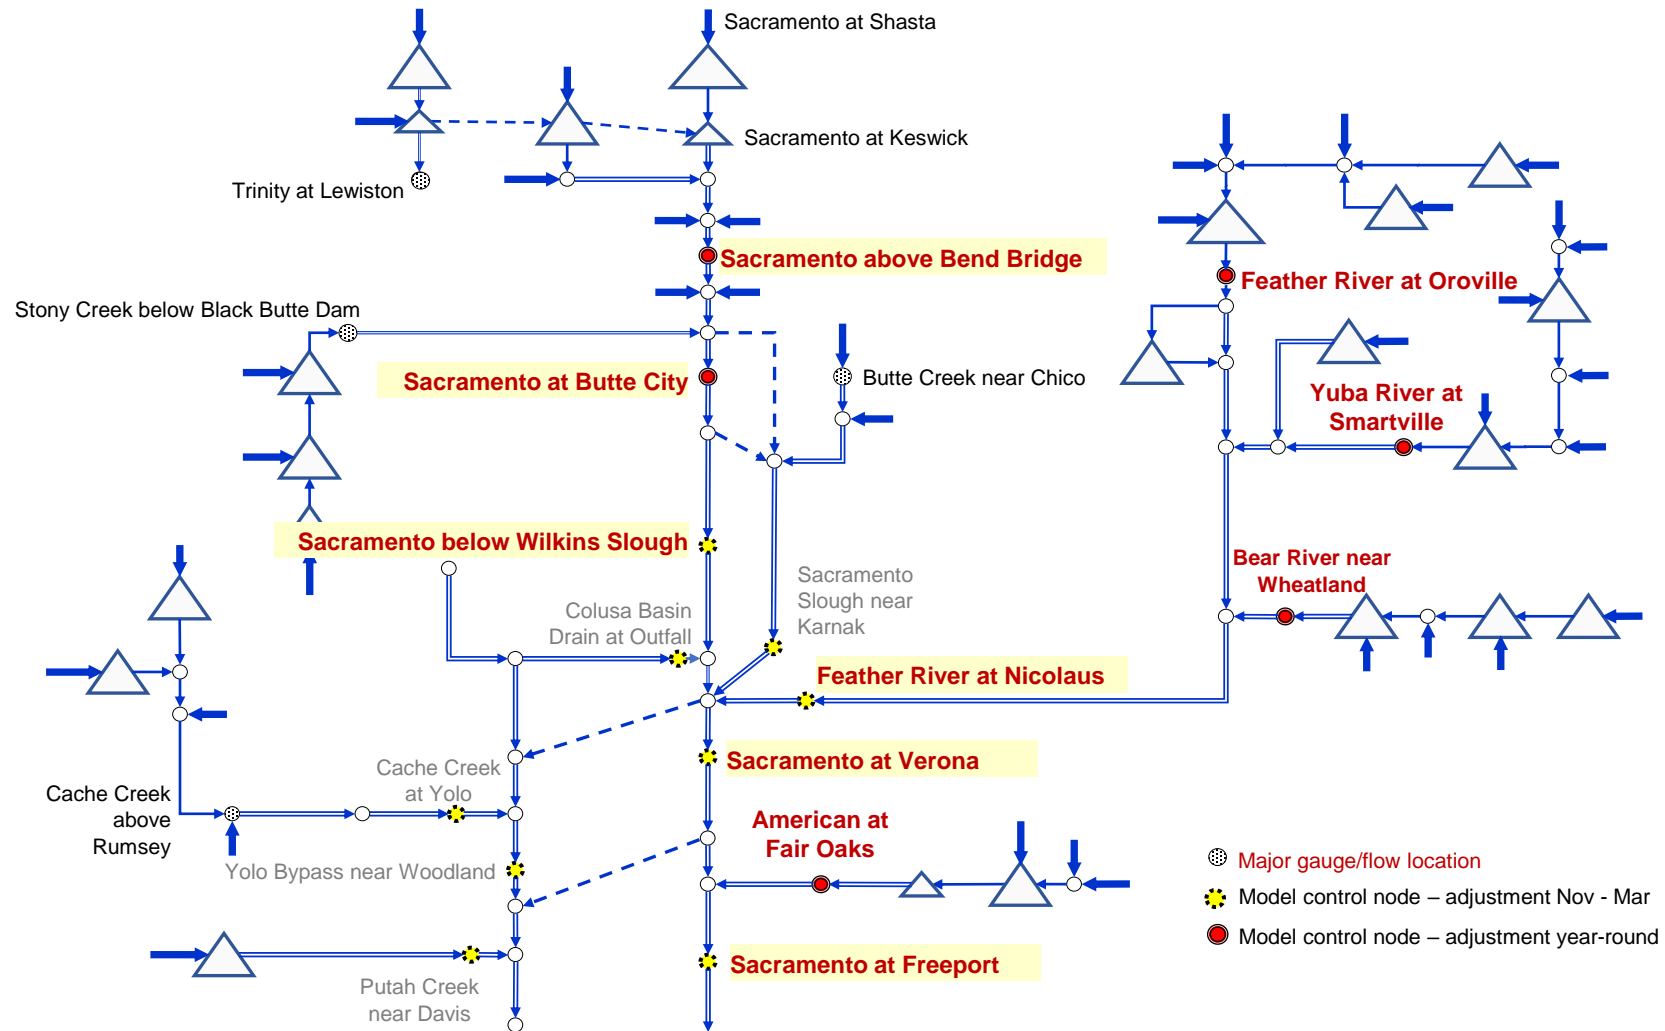 Sacramento at Shasta
Sacramento at Keswick
Trinity at Lewiston
Sacramento above Bend Bridge
Feather River at Oroville
Stony Creek below Black Butte Dam
Sacramento at Butte City
Butte Creek near Chico
Yuba River at
Smartville
Sacramento below Wilkins Slough
Bear River near
Wheatland
Sacramento
Slough near
Karnak
Colusa Basin
Drain at Outfall
Feather River at Nicolaus
Sacramento at Verona
Cache Creek
at Yolo
Cache Creek
above
Rumsey
American at
Fair Oaks
Yolo Bypass near Woodland
Major gauge/flow location
Model control node – adjustment Nov - Mar
Model control node – adjustment year-round
Sacramento at Freeport
Putah Creek
near Davis